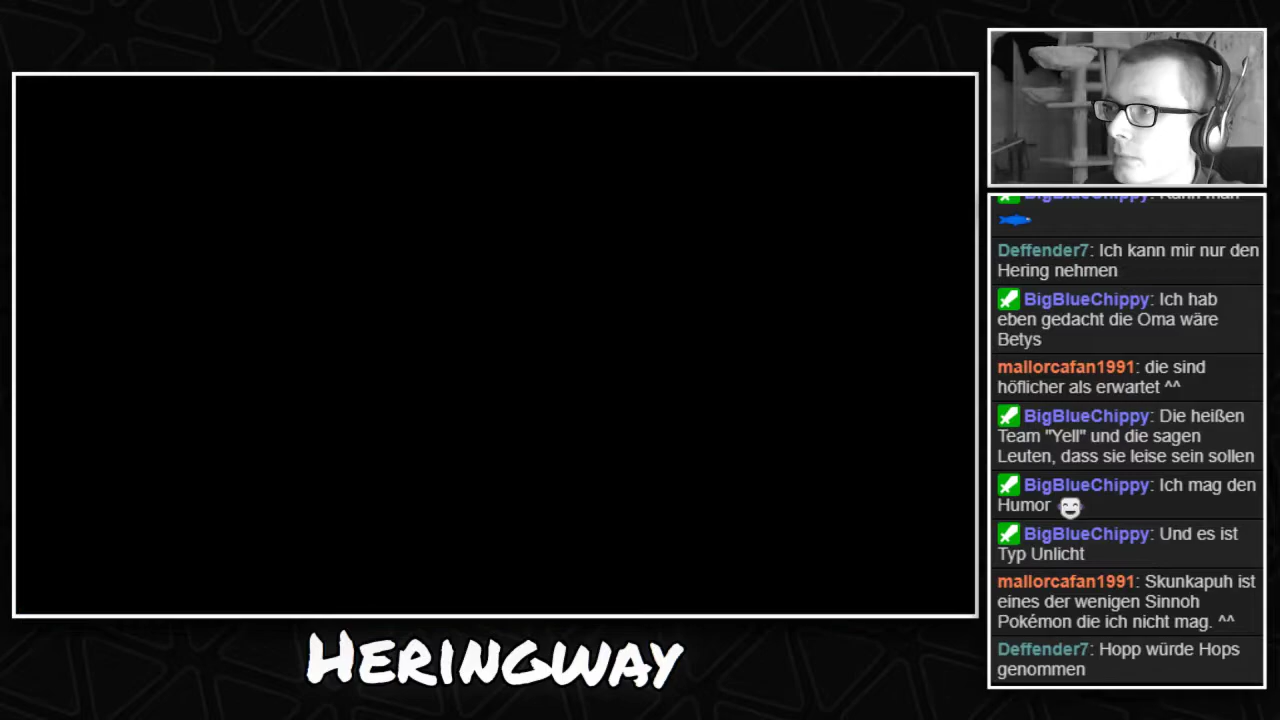 BigBlueChippy: Kann man
Deffender7: Ich kann mir nur den
Hering nehmen
BigBlueChippy: Ich hab
eben gedacht die Oma wäre
Betys
mallorcafan1991: die sind
höflicher als erwartet ^^
BigBlueChippy: Die heißen
Team "Yell" und die sagen
Leuten, dass sie leise sein sollen
BigBlueChippy: Ich mag den
Humor
BigBlueChippy: Und es ist
Typ Unlicht
mallorcafan1991: Skunkapuh ist
eines der wenigen Sinnoh
Pokémon die ich nicht mag. ^^
Deffender7: Hopp würde Hops
genommen
HERINGWAY